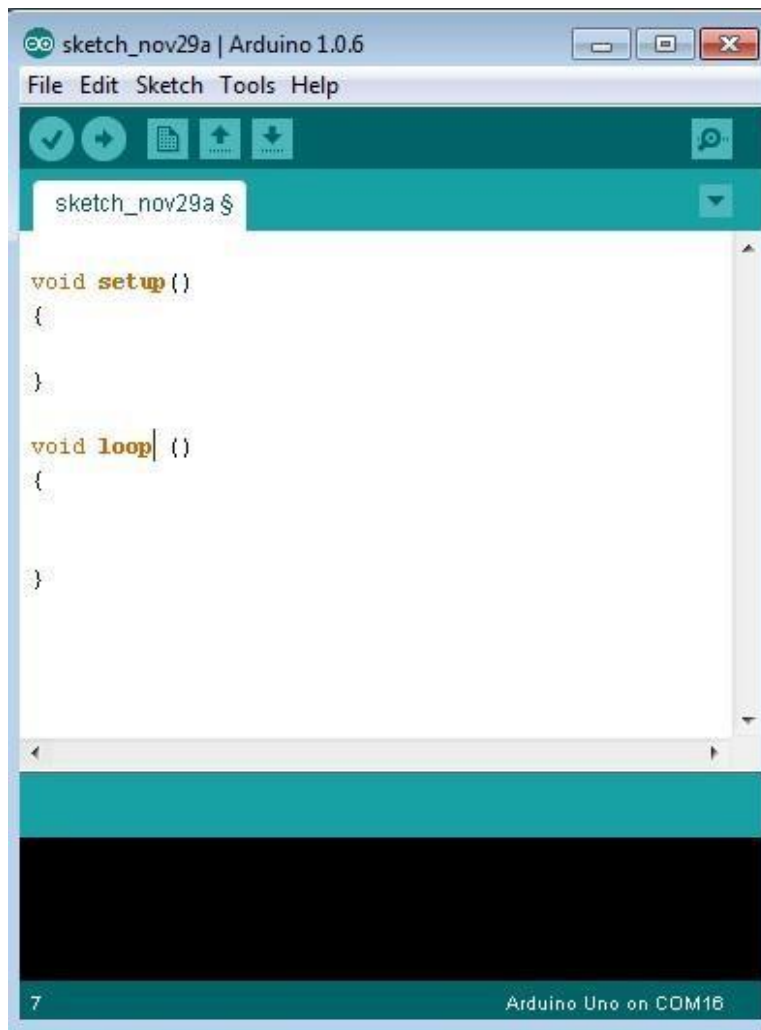 sketch_nov29a | Arduino 1.0.6
File Edit Sketch Tools Help
sketch_nov29a §
void setup()
{
}
void loop ()
{
}
7 Arduino Uno on COM16